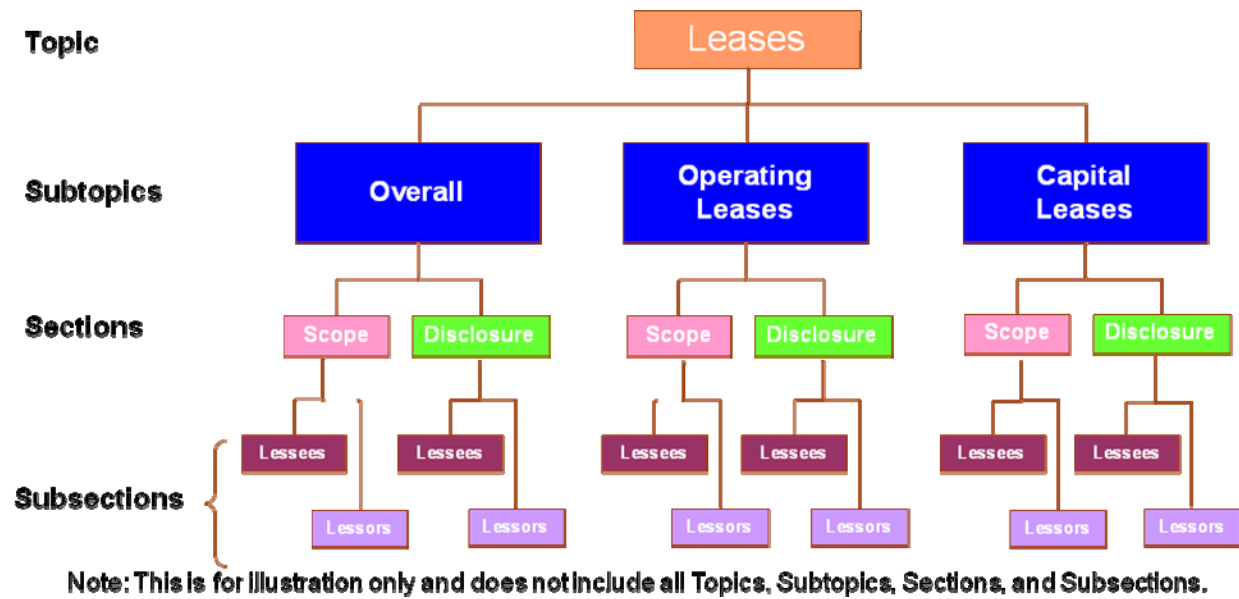 Topic
Leases
Subtopics
Overall
Operating
Leases
Capital
Leases
Sections
Scope
Disclosure
Scope
Disclosure
Scope
Disclosure
Subsections
Lessees
Lessees
Lessees
Lessees
Lessees
Lessees
Lessors
Lessors
Lessors
Lessors
Lessors
Lessors
Note: This is for illustration only and does not include all Topics, Subtopics, Sections, and Subsections.